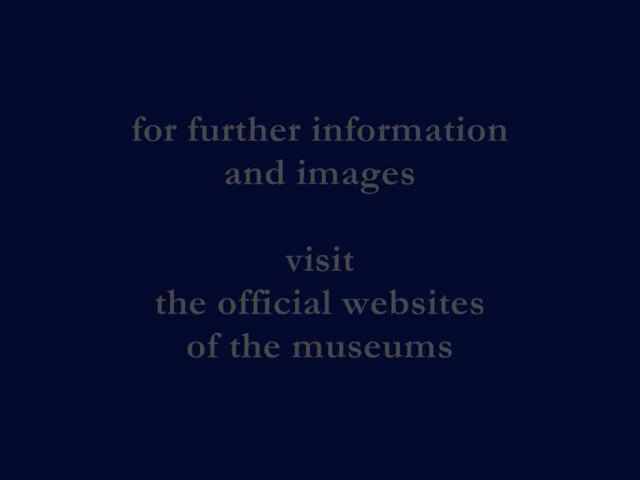 for further information
and images
visit
the official websites
of the museums